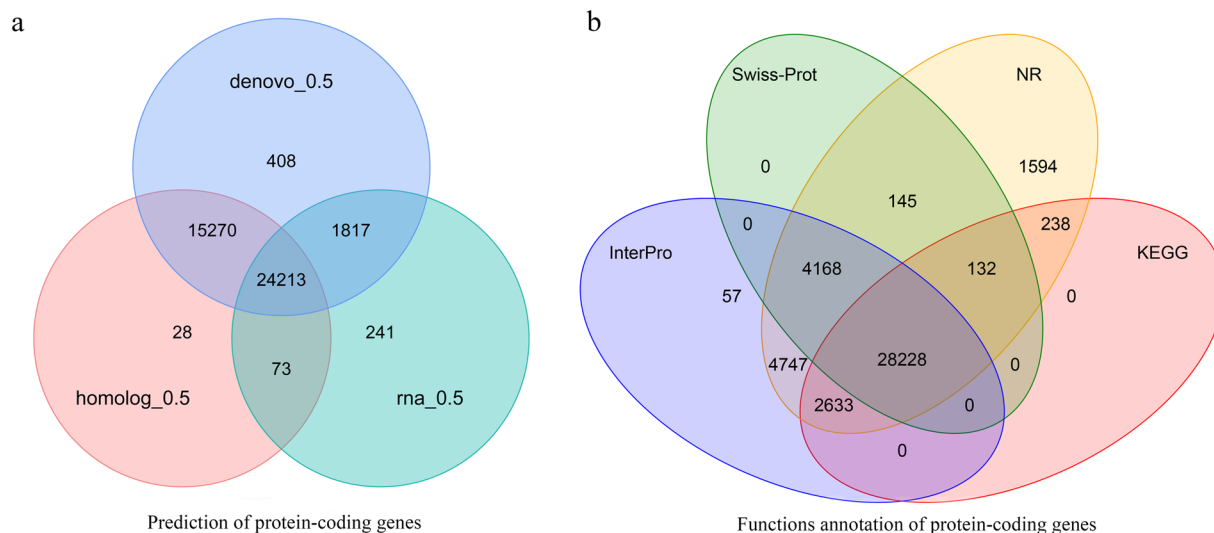 a
denovo_0.5
408
15270
1817
24213
28
241
73
homolog_0.5
rna_0.5
Prediction of protein-coding genes
b
Swiss-Prot
NR
0
1594
145
0
238
InterPro
4168
132
KEGG
57
0
4747
28228
0
2633
0
0
Functions annotation of protein-coding genes